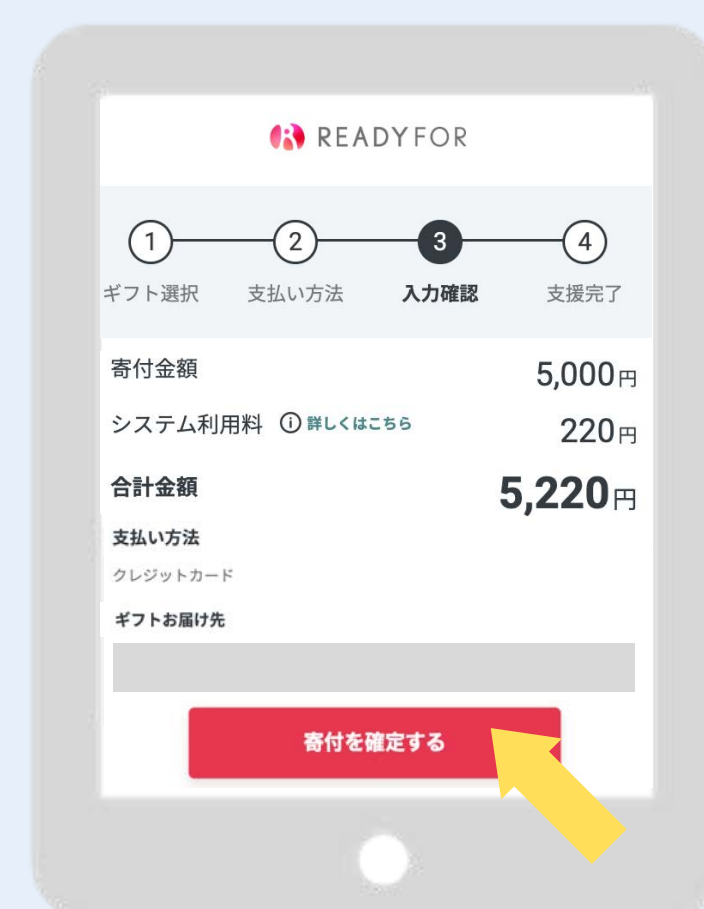 READYFOR
1 2 3 4
ギフト選択 支払い方法 入力確認 支援完了
寄付金額 5,000円
システム利用料 i 詳しくはこちら 220円
合計金額 5,220円
支払い方法
クレジットカード
ギフトお届け先
寄付を確定する